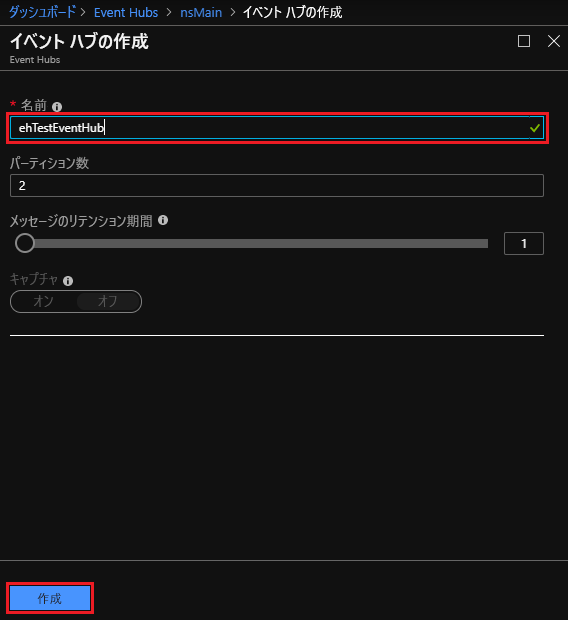 ダッシュボード > Event Hubs > nsMain > イベント ハブの作成
イベント ハブの作成
Event Hubs
* 名前
ehTestEventHub
パーティション数
2
メッセージのリテンション期間
1
キャプチャ
オン オフ
作成